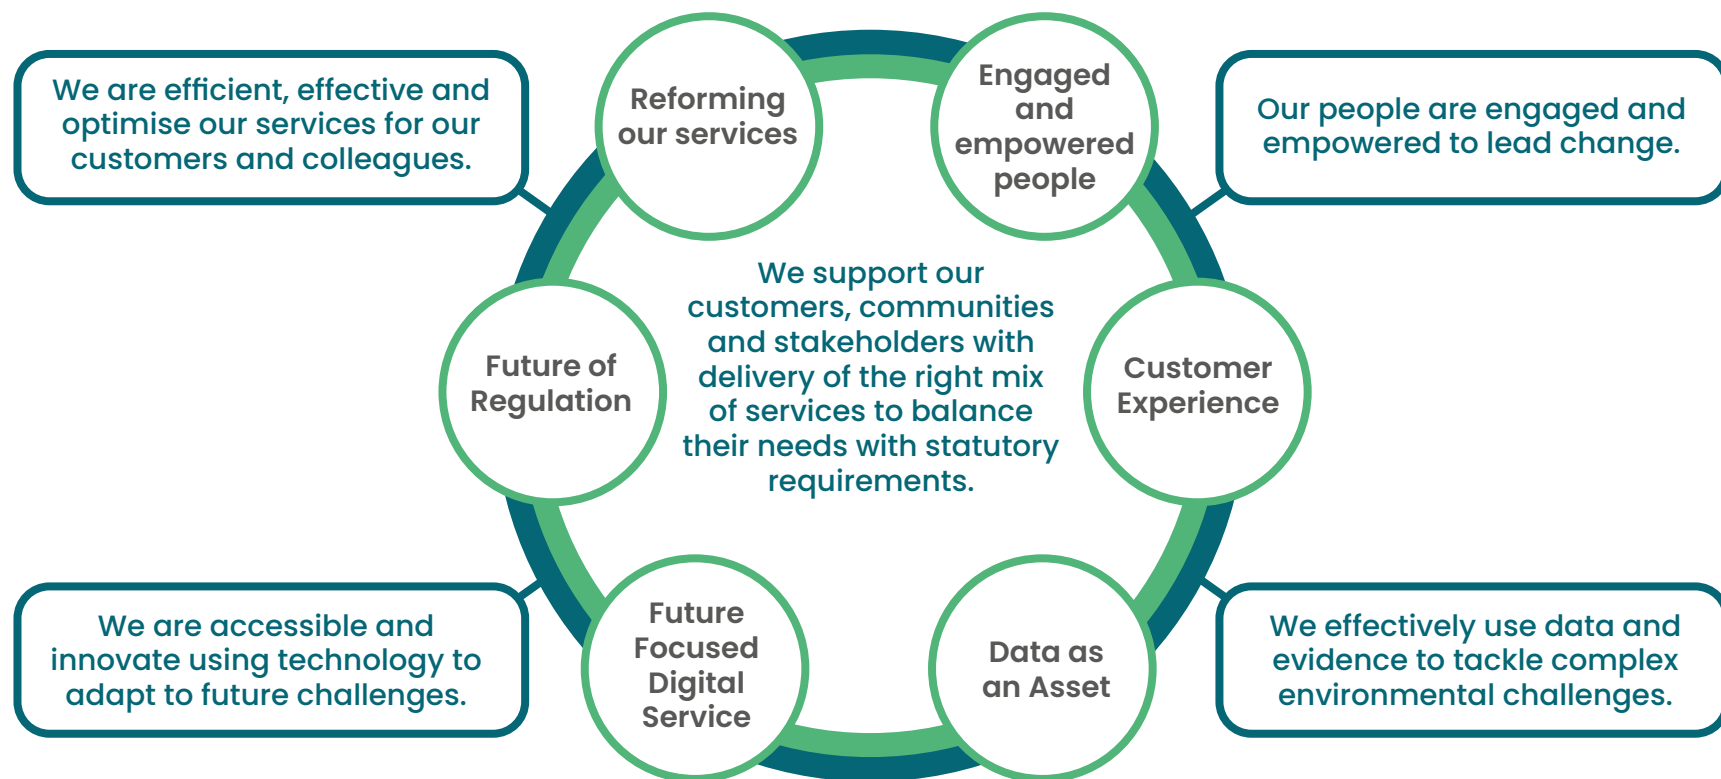 We are efficient, effective and
optimise our services for our
customers and colleagues.
Reforming
our services
Engaged
and
empowered
people
Our people are engaged and
empowered to lead change.
Future of
Regulation
We support our
customers, communities
and stakeholders with
delivery of the right mix
of services to balance
their needs with statutory
requirements.
Customer
Experience
We are accessible and
innovate using technology to
adapt to future challenges.
Future
Focused
Digital
Service
Data as
an Asset
We effectively use data and
evidence to tackle complex
environmental challenges.